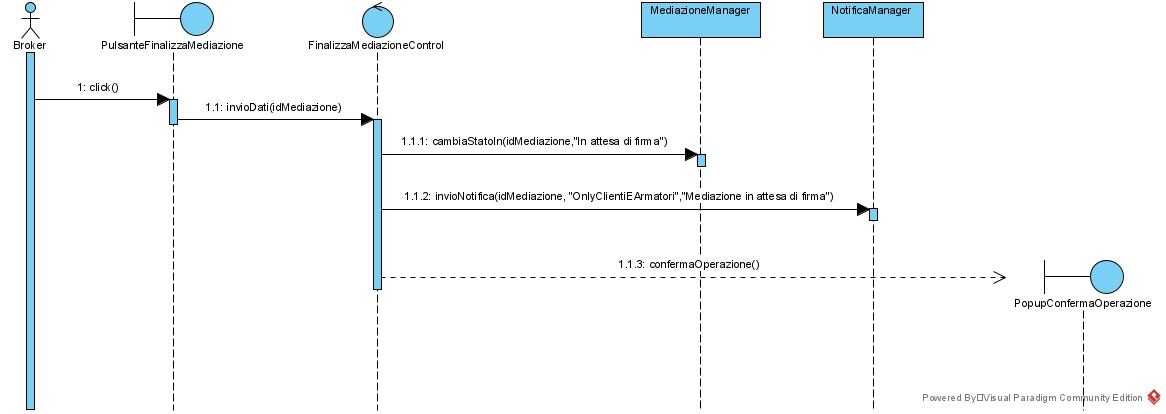 MediazioneManager
NotificaManager
Broker
PulsanteFinalizzaMediazione
FinalizzaMediazioneControl
1: click()
1.1: invioDati(idMediazione)
1.1.1: cambiaStatoIn(idMediazione,"In attesa di firma")
1.1.2: invioNotifica(idMediazione, "OnlyClientiEArmatori","Mediazione in attesa di firma")
1.1.3: confermaOperazione()
PopupConfermaOperazione
Powered By Visual Paradigm Community Edition